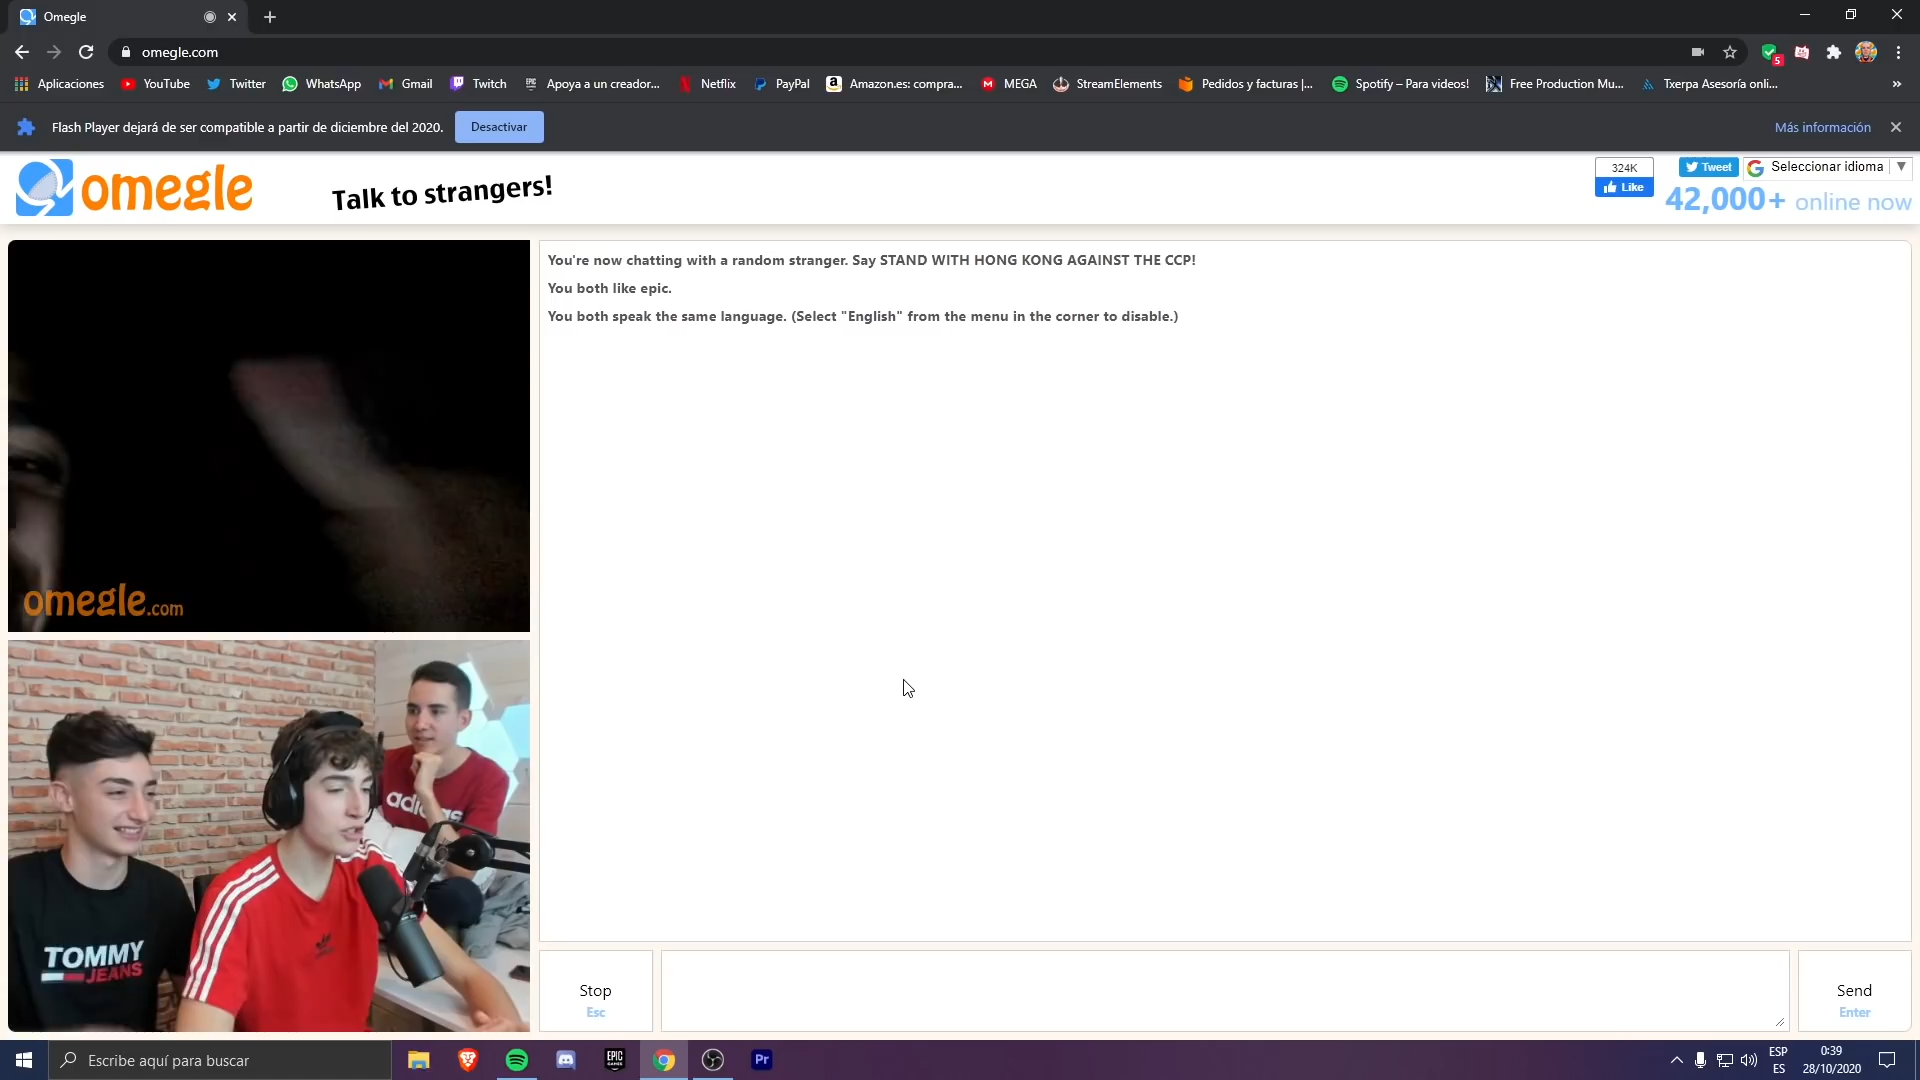 Omegle
omegle.com
Aplicaciones YouTube Twitter WhatsApp Gmail Twitch Apoya a un creador... Netflix PayPal Amazon.es: compra... MEGA StreamElements Pedidos y facturas |... Spotify – Para videos! Free Production Mu... Txerpa Asesoría onli... »
5
Flash Player dejará de ser compatible a partir de diciembre del 2020. Desactivar Más información
omegle Talk to strangers!
324K
Like
Tweet
Seleccionar idioma
42,000+ online now
You're now chatting with a random stranger. Say STAND WITH HONG KONG AGAINST THE CCP!
You both like epic.
You both speak the same language. (Select "English" from the menu in the corner to disable.)
omegle.com
adidas
TOMMY
JEANS
Stop
Esc
Send
Enter
Escribe aquí para buscar
EPIC
GAMES
Pr
ESP
ES
0:39
28/10/2020